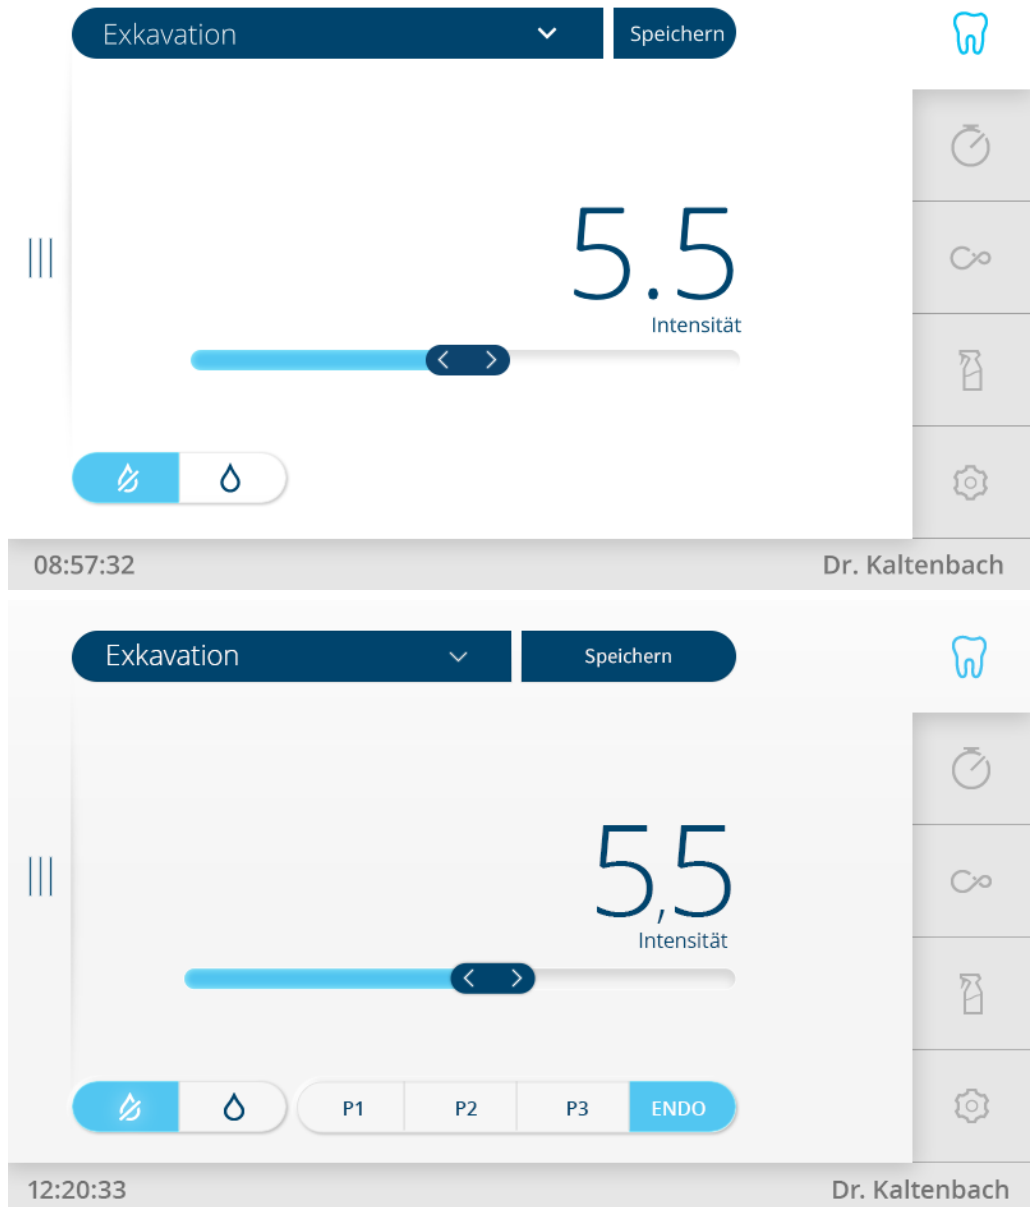 Exkavation Speichern
5.5
Intensität
08:57:32 Dr. Kaltenbach
Exkavation Speichern
5,5
Intensität
P1 P2 P3 ENDO
12:20:33 Dr. Kaltenbach